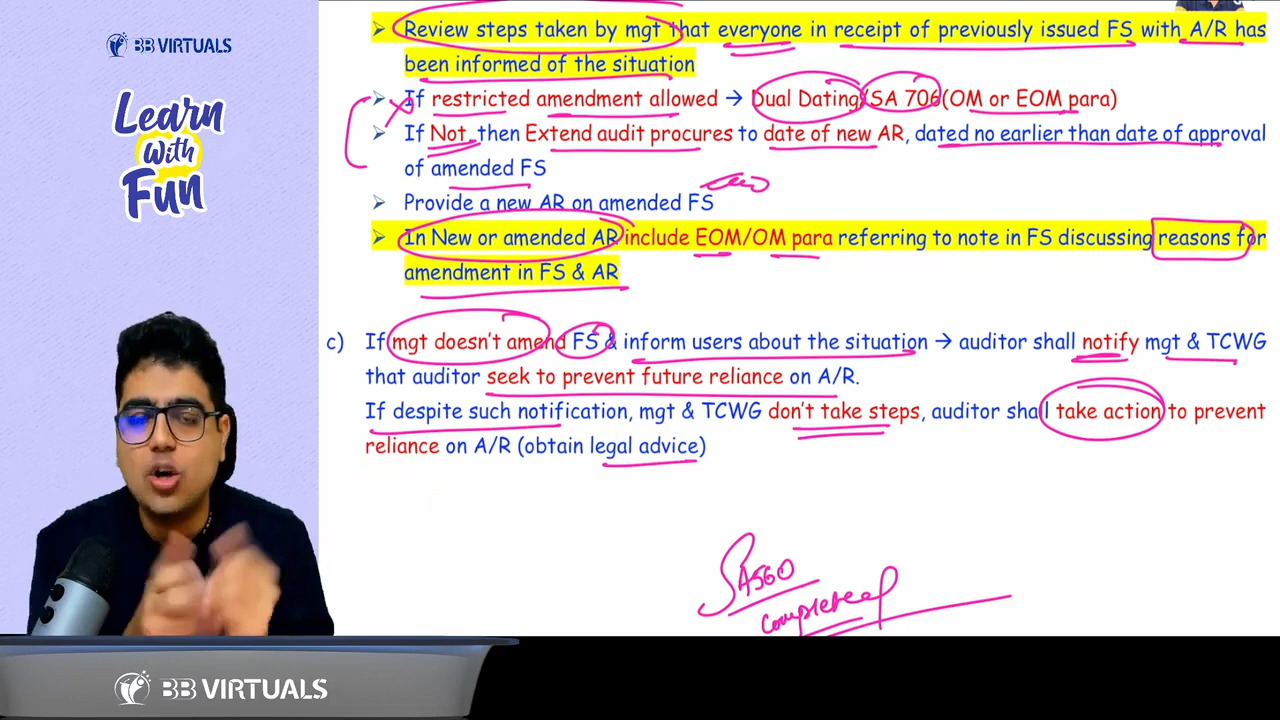 BB VIRTUALS
Learn
With
Fun
➢ Review steps taken by mgt that everyone in receipt of previously issued FS with A/R has
been informed of the situation
➢ If restricted amendment allowed → Dual Dating/SA 706(OM or EOM para)
➢ If Not, then Extend audit procures to date of new AR, dated no earlier than date of approval
of amended FS
➢ Provide a new AR on amended FS
➢ In New or amended AR include EOM/OM para referring to note in FS discussing reasons for
amendment in FS & AR
c) If mgt doesn't amend FS & inform users about the situation → auditor shall notify mgt & TCWG
that auditor seek to prevent future reliance on A/R.
If despite such notification, mgt & TCWG don't take steps, auditor shall take action to prevent
reliance on A/R (obtain legal advice)
SA560
completed
BB VIRTUALS